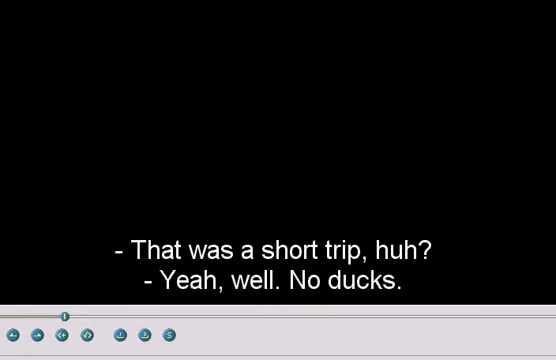 - That was a short trip, huh?
- Yeah, well. No ducks.